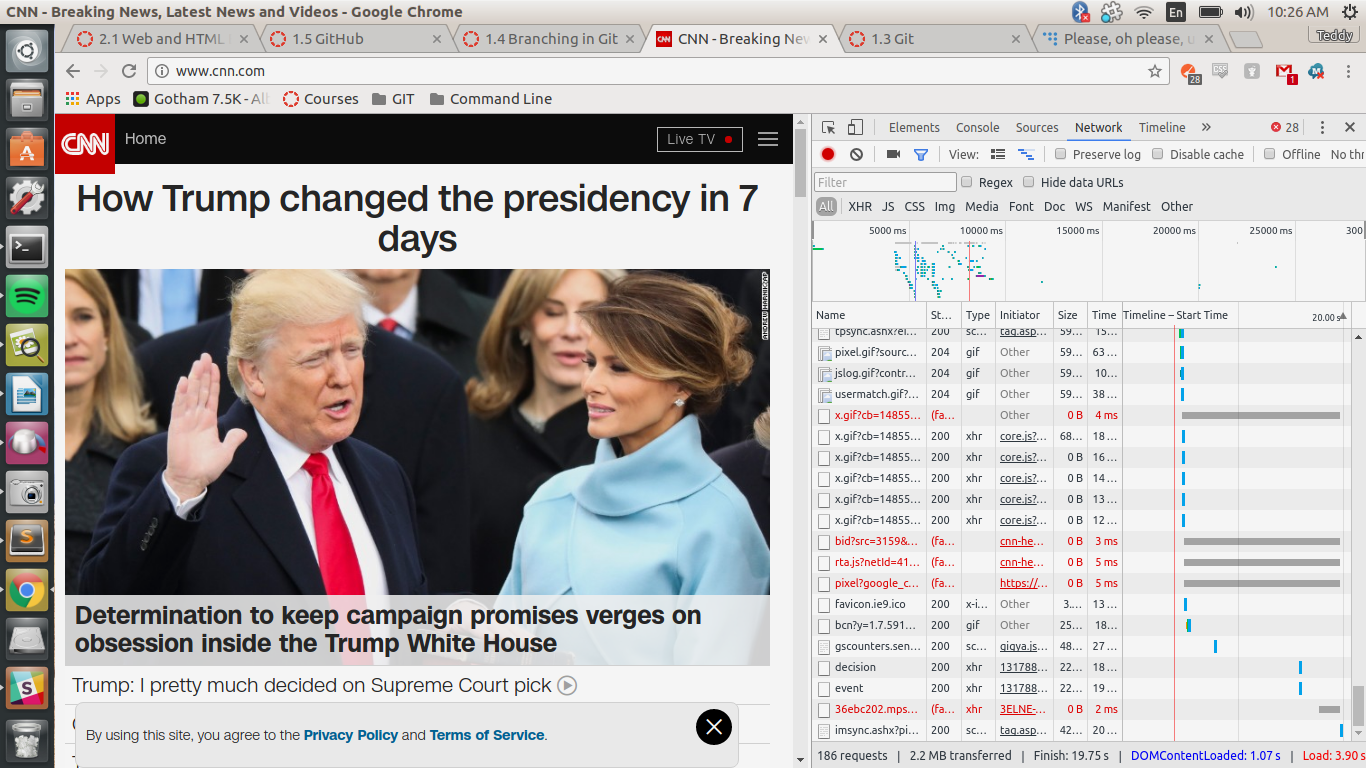 CNN - Breaking News, Latest News and Videos - Google Chrome
En
10:26 AM
2.1 Web and HTML
1.5 GitHub
1.4 Branching in Git
CNN - Breaking New
1.3 Git
Please, oh please, u
Teddy
www.cnn.com
28
CSS
1
Apps
Gotham 7.5K - Alb
Courses
GIT
Command Line
CNN
Home
Live TV
How Trump changed the presidency in 7
days
Determination to keep campaign promises verges on
obsession inside the Trump White House
Trump: I pretty much decided on Supreme Court pick
By using this site, you agree to the Privacy Policy and Terms of Service.
Elements Console Sources Network Timeline » 28
View: Preserve log Disable cache Offline No thr
Filter Regex Hide data URLs
All XHR JS CSS Img Media Font Doc WS Manifest Other
5000 ms 10000 ms 15000 ms 20000 ms 25000 ms 300
Name St... Type Initiator Size Time Timeline – Start Time 20.00 s
200 sc... tag.asp... 59... 15...
pixel.gif?sourc... 204 gif Other 59... 63 ...
jslog.gif?contr... 204 gif Other 59... 10...
usermatch.gif?... 204 gif Other 59... 38 ...
x.gif?cb=14855... (fa... Other 0 B 4 ms
x.gif?cb=14855... 200 xhr core.js?... 68... 18 ...
x.gif?cb=14855... 200 xhr core.js?... 0 B 16 ...
x.gif?cb=14855... 200 xhr core.js?... 0 B 14 ...
x.gif?cb=14855... 200 xhr core.js?... 0 B 13 ...
x.gif?cb=14855... 200 xhr core.js?... 0 B 12 ...
bid?src=3159&... (fa... cnn-he... 0 B 3 ms
rta.js?netId=41... (fa... cnn-he... 0 B 5 ms
pixel?google_c... (fa... https://... 0 B 5 ms
favicon.ie9.ico 200 x-i... Other 3.... 13 ...
bcn?y=1.7.591... 200 gif Other 25... 18...
gscounters.sen... 200 sc... gigya.js... 48... 27 ...
decision 200 xhr 131788... 22... 18 ...
event 200 xhr 131788... 22... 19 ...
36ebc202.mps... (fa... xhr 3ELNE-... 0 B 2 ms
imsync.ashx?pi... 200 sc... tag.asp... 42... 20 ...
186 requests | 2.2 MB transferred | Finish: 19.75 s | DOMContentLoaded: 1.07 s | Load: 3.90 s